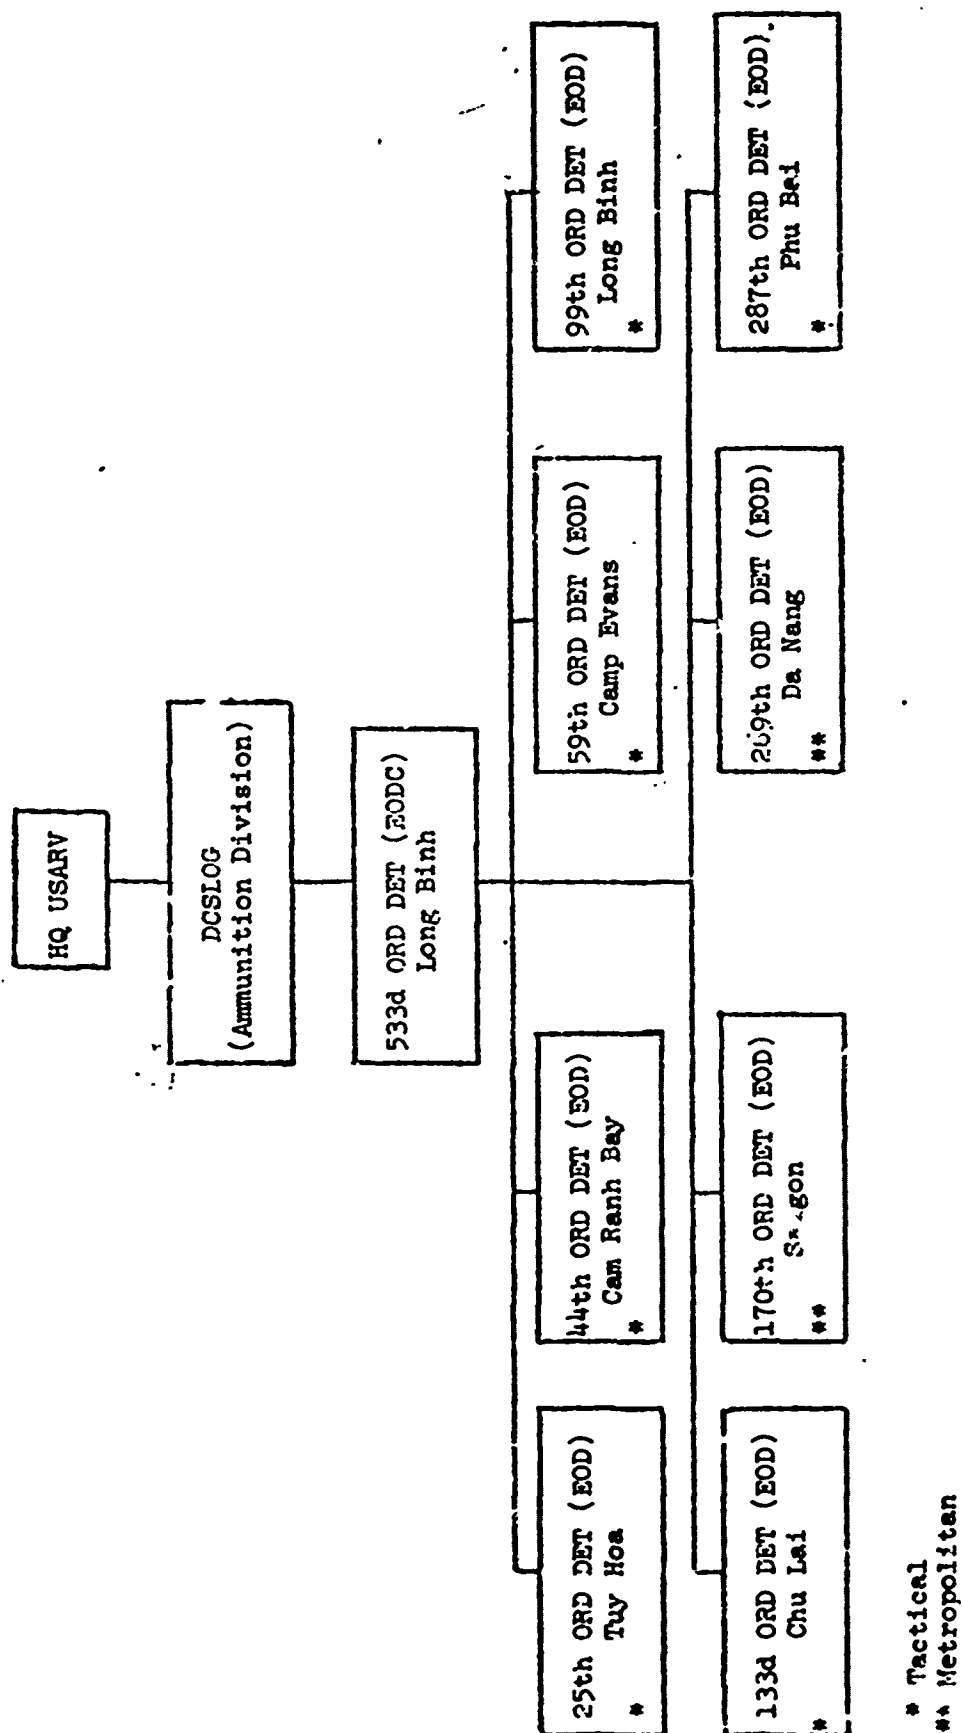 HQ USARV
DCSLOG
(Ammunition Division)
533d ORD DET (EODC)
Long Binh
25th ORD DET (EOD)
Tuy Hoa
*
44th ORD DET (EOD)
Cam Ranh Bay
*
59th ORD DET (EOD)
Camp Evans
*
99th ORD DET (EOD)
Long Binh
*
133d ORD DET (EOD)
Chu Lai
*
170th ORD DET (EOD)
**
ORD DET (EOD)
Da Nang
**
287th ORD DET (EOD)
Phu Bai
*
* Tactical
** Metropolitan